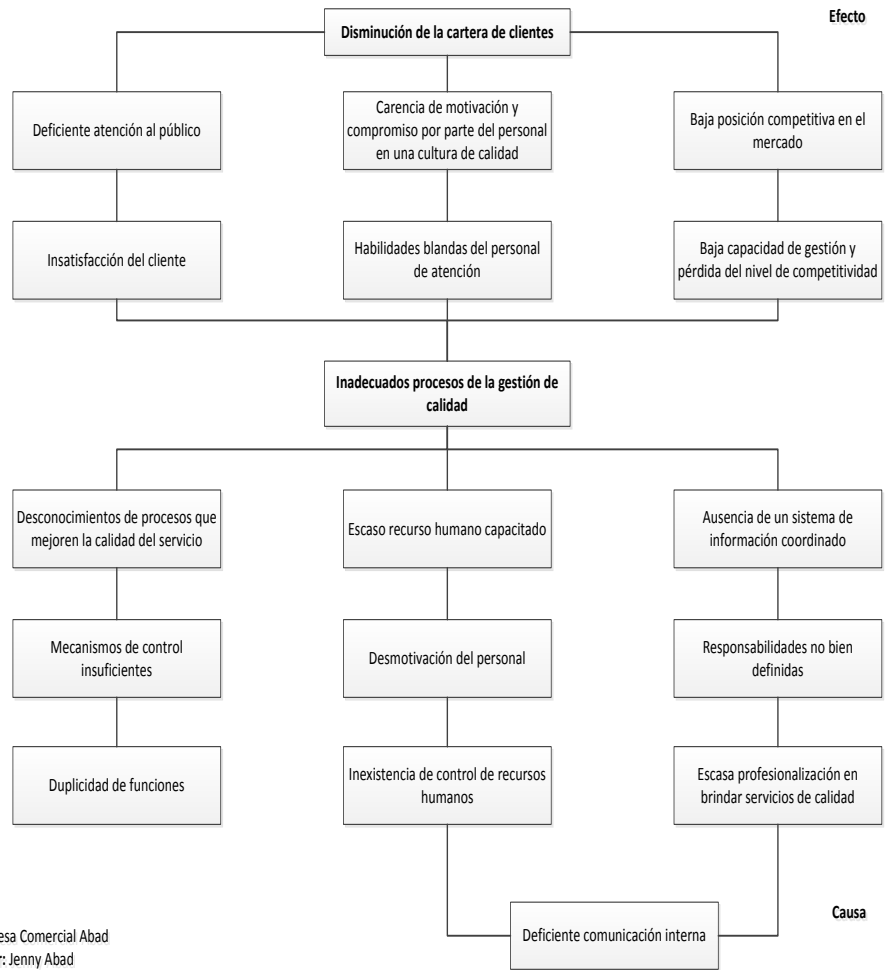 Efecto
Disminución de la cartera de clientes
Deficiente atención al público
Carencia de motivación y
compromiso por parte del personal
en una cultura de calidad
Baja posición competitiva en el
mercado
Insatisfacción del cliente
Habilidades blandas del personal
de atención
Baja capacidad de gestión y
pérdida del nivel de competitividad
Inadecuados procesos de la gestión de
calidad
Desconocimientos de procesos que
mejoren la calidad del servicio
Escaso recurso humano capacitado
Ausencia de un sistema de
información coordinado
Mecanismos de control
insuficientes
Desmotivación del personal
Responsabilidades no bien
definidas
Duplicidad de funciones
Inexistencia de control de recursos
humanos
Escasa profesionalización en
brindar servicios de calidad
Causa
Deficiente comunicación interna
Comercial Abad
Jenny Abad